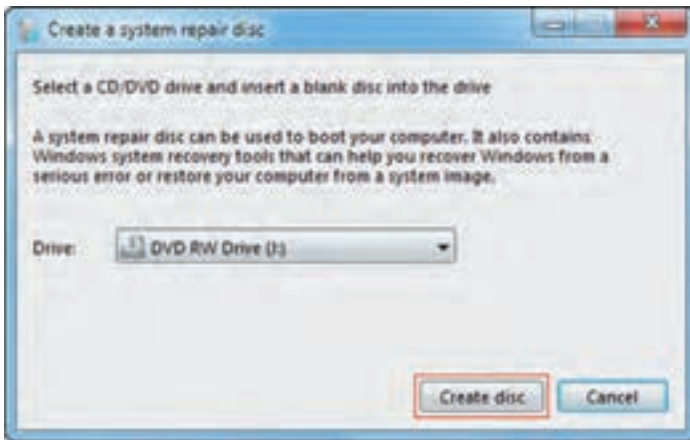 Create a system repair disc
Select a CD/DVD drive and insert a blank disc into the drive
A system repair disc can be used to boot your computer. It also contains
Windows system recovery tools that can help you recover Windows from a
serious error or restore your computer from a system image.
Drive: DVD RW Drive (J:)
Create disc Cancel